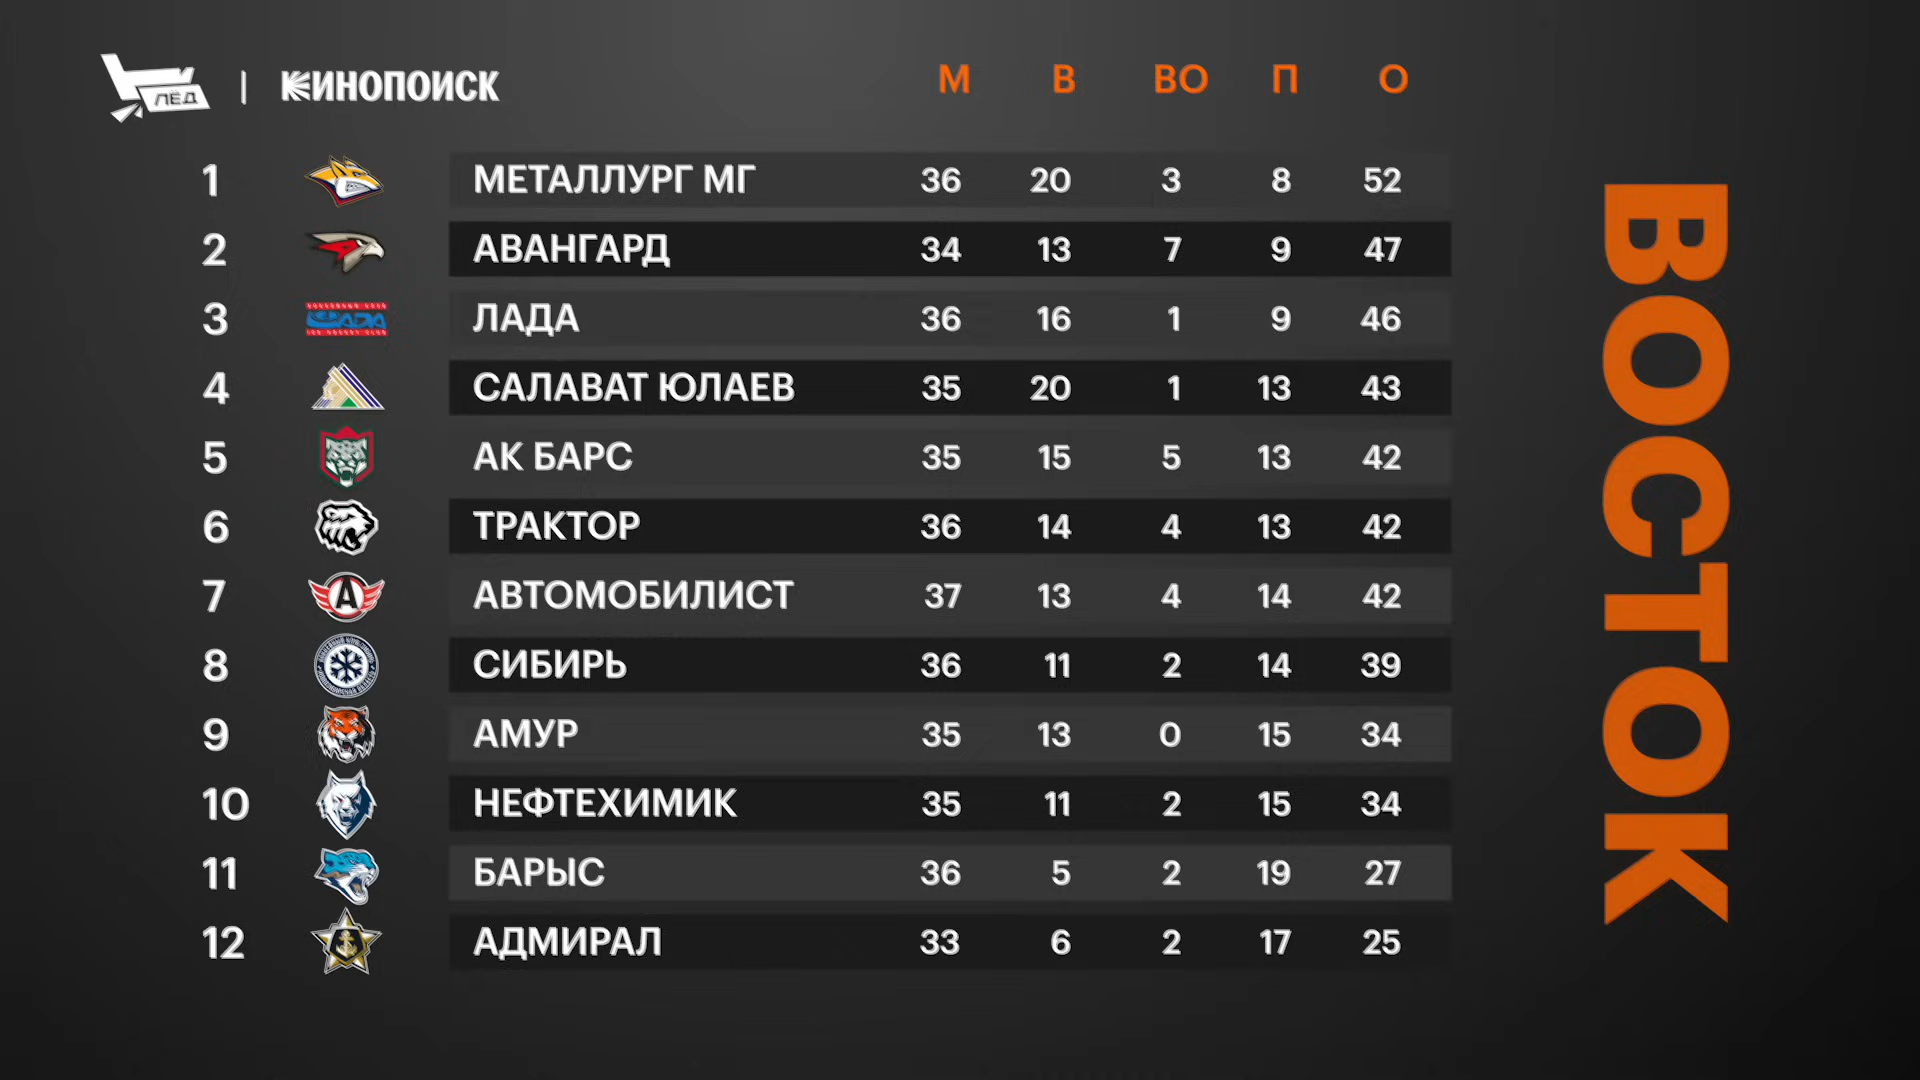 ЛЁД | КИНОПОИСК М В ВО П О
1 МЕТАЛЛУРГ МГ 36 20 3 8 52
2 АВАНГАРД 34 13 7 9 47
3 ЛАДА 36 16 1 9 46
4 САЛАВАТ ЮЛАЕВ 35 20 1 13 43
5 АК БАРС 35 15 5 13 42
6 ТРАКТОР 36 14 4 13 42
7 АВТОМОБИЛИСТ 37 13 4 14 42
8 СИБИРЬ 36 11 2 14 39
9 АМУР 35 13 0 15 34
10 НЕФТЕХИМИК 35 11 2 15 34
11 БАРЫС 36 5 2 19 27
12 АДМИРАЛ 33 6 2 17 25
ВОСТОК